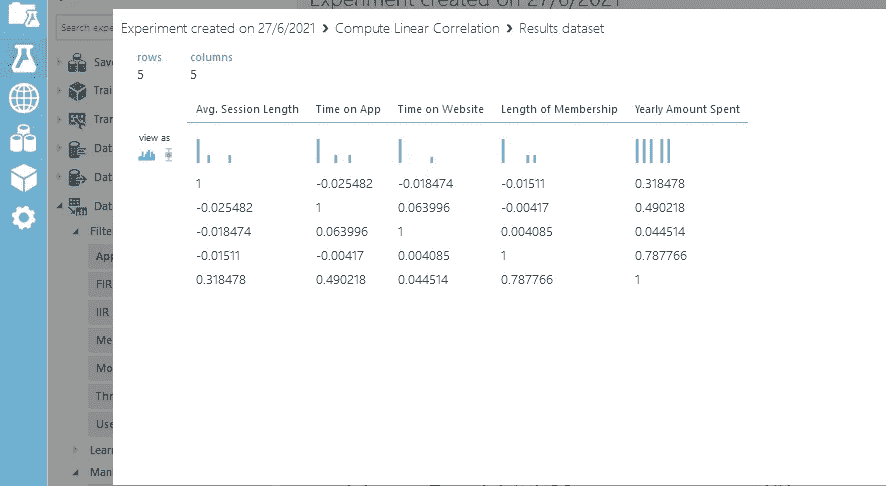 Experiment created on 27/6/2021
Experiment created on 27/6/2021 > Compute Linear Correlation > Results dataset
Search expe
rows columns
5 5
Avg. Session Length Time on App Time on Website Length of Membership Yearly Amount Spent
view as
1 -0.025482 -0.018474 -0.01511 0.318478
-0.025482 1 0.063996 -0.00417 0.490218
-0.018474 0.063996 1 0.004085 0.044514
-0.01511 -0.00417 0.004085 1 0.787766
0.318478 0.490218 0.044514 0.787766 1
Save
Trai
Trar
Dat
Dat
Dat
Filte
App
FIR
IIR
Me
Mo
Thr
Use
Learn
Man